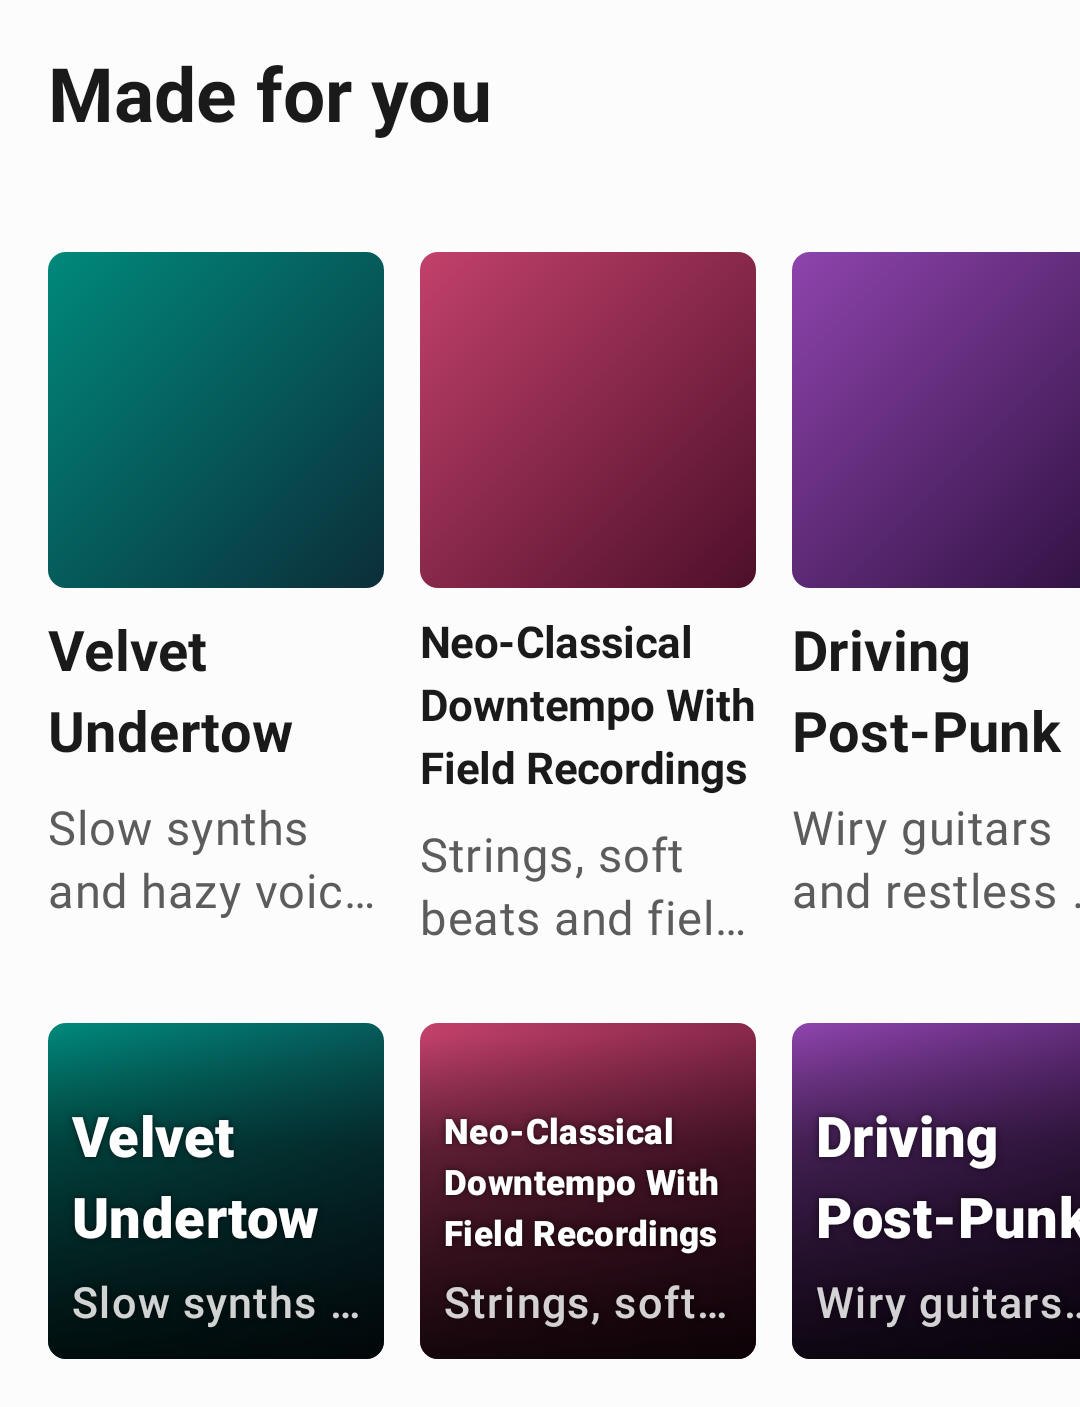 Made for you
Velvet
Undertow
Slow synths
and hazy voic…
Neo-Classical
Downtempo With
Field Recordings
Strings, soft
beats and fiel…
Driving
Post-Punk
Wiry guitars
and restless .
Velvet
Undertow
Slow synths …
Neo-Classical
Downtempo With
Field Recordings
Strings, soft…
Driving
Post-Punk
Wiry guitars..